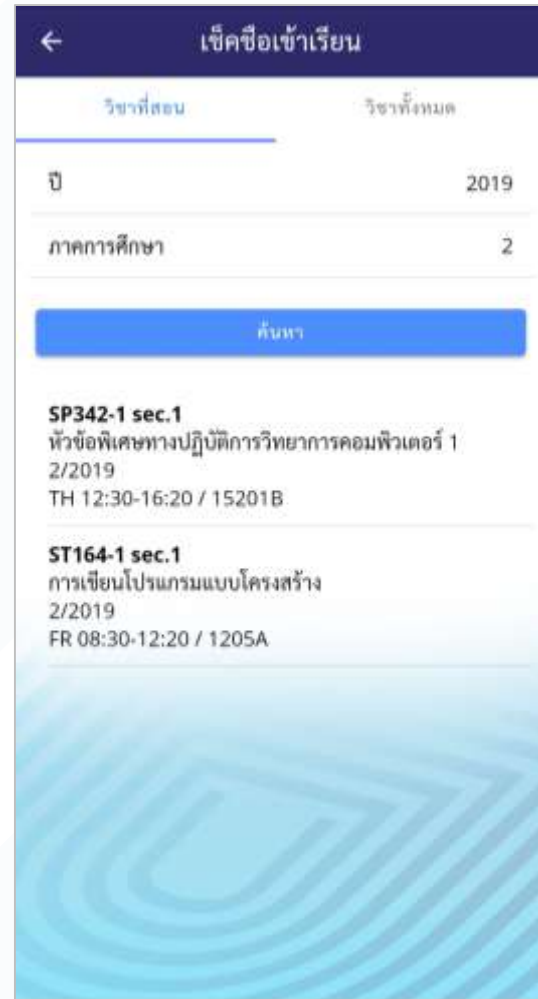 เช็คชื่อเข้าเรียน
วิชาที่สอน วิชาทั้งหมด
ปี 2019
ภาคการศึกษา 2
ค้นหา
SP342-1 sec.1
หัวข้อพิเศษทางปฏิบัติการวิทยาการคอมพิวเตอร์ 1
2/2019
TH 12:30-16:20 / 15201B
ST164-1 sec.1
การเขียนโปรแกรมแบบโครงสร้าง
2/2019
FR 08:30-12:20 / 1205A